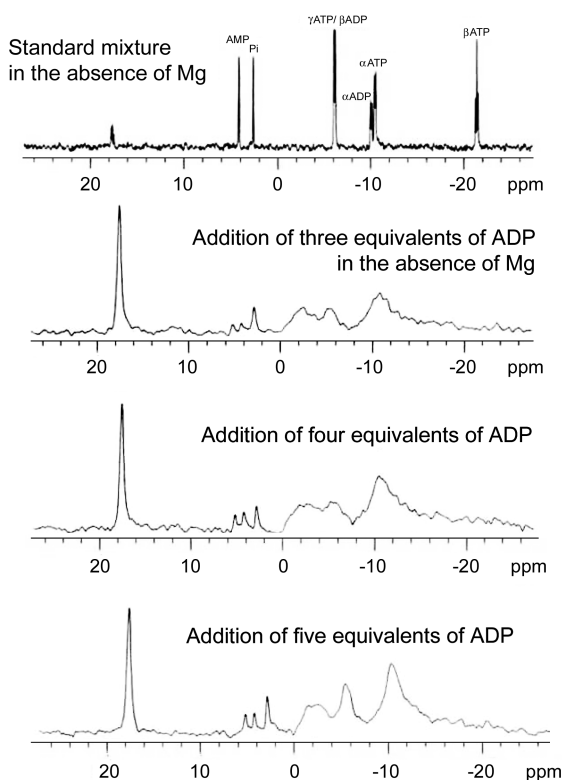 γATP/ βADP
βATP
Standard mixture
in the absence of Mg
AMP
Pi
αATP
αADP
20 10 0 -10 -20 ppm
Addition of three equivalents of ADP
in the absence of Mg
20 10 0 -10 -20 ppm
Addition of four equivalents of ADP
20 10 0 -10 -20 ppm
Addition of five equivalents of ADP
20 10 0 -10 -20 ppm